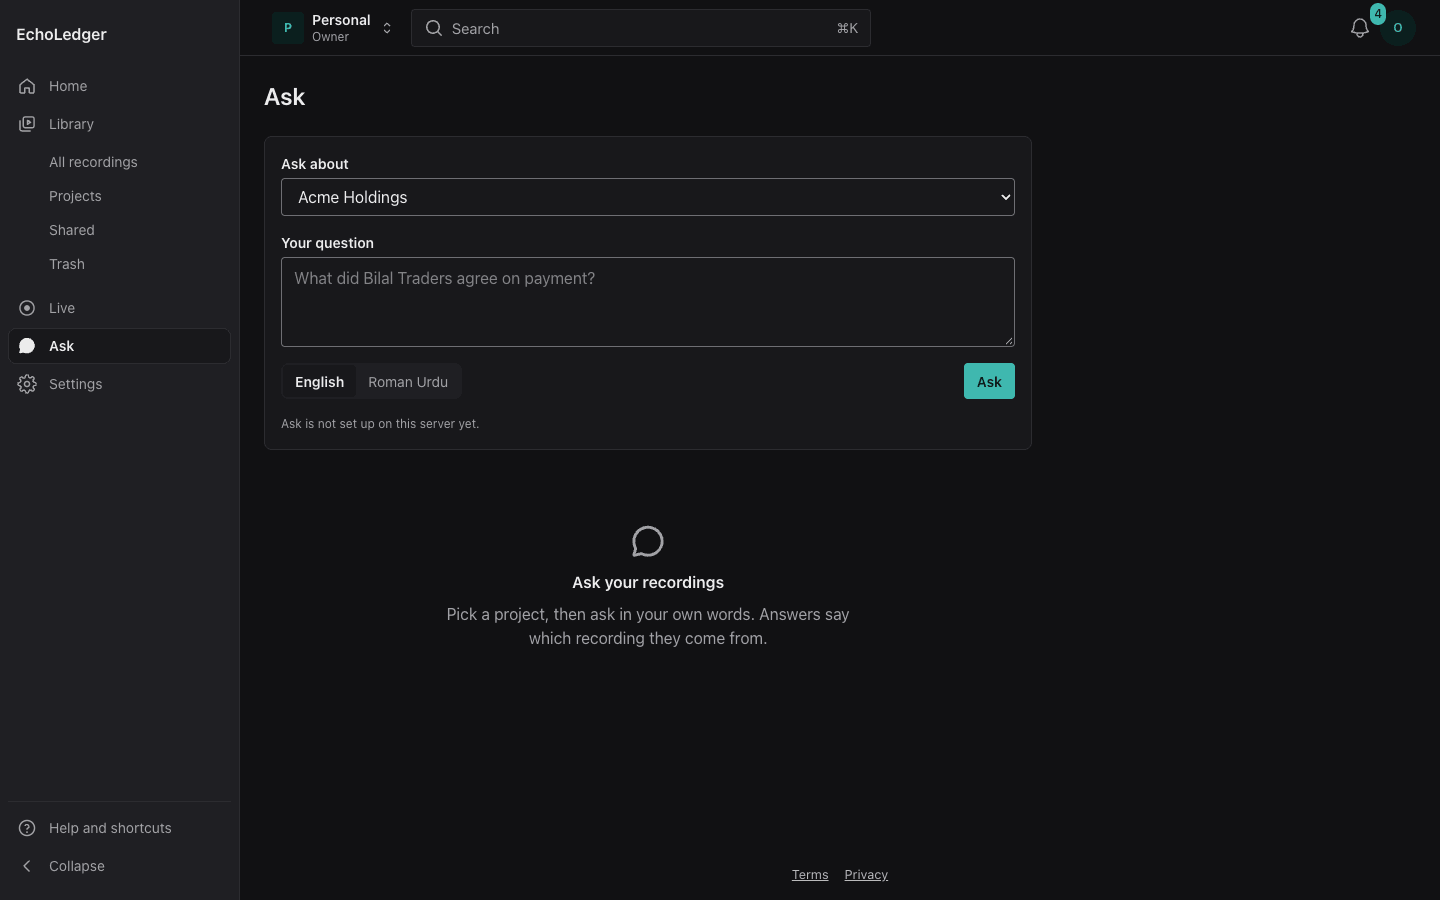 EchoLedger
Home
Library
All recordings
Projects
Shared
Trash
Live
Ask
Settings
Help and shortcuts
Collapse
P
Personal
Owner
Search
⌘K
4
O
Ask
Ask about
Acme Holdings
Your question
What did Bilal Traders agree on payment?
English
Roman Urdu
Ask
Ask is not set up on this server yet.
Ask your recordings
Pick a project, then ask in your own words. Answers say
which recording they come from.
Terms
Privacy